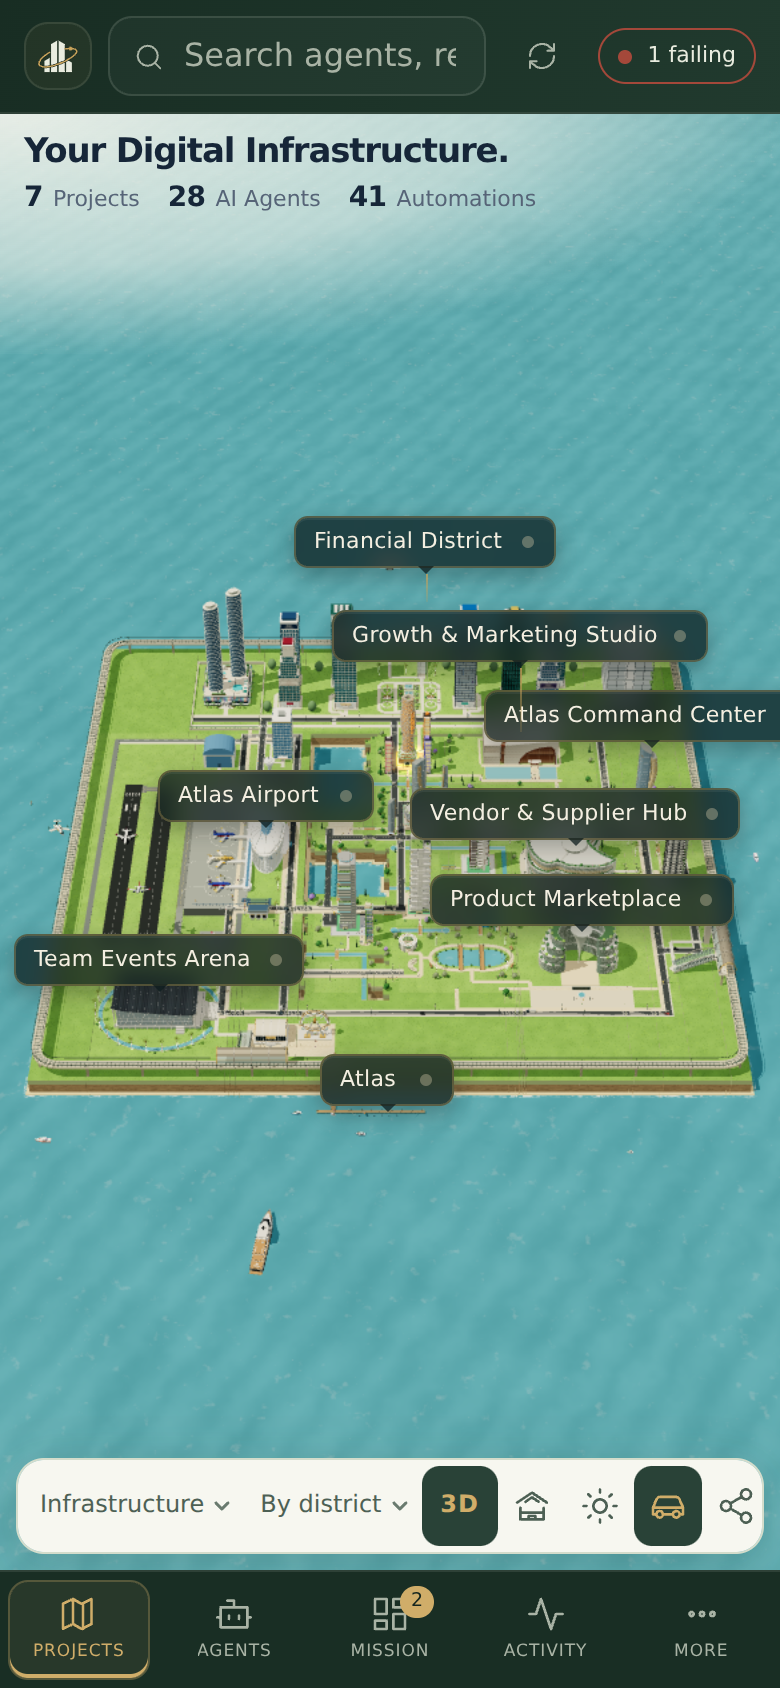 Search agents, re
1 failing
Your Digital Infrastructure.
7 Projects 28 AI Agents 41 Automations
Financial District
Growth & Marketing Studio
Atlas Command Center
Atlas Airport
Vendor & Supplier Hub
Product Marketplace
Team Events Arena
Atlas
Infrastructure By district 3D
2
PROJECTS AGENTS MISSION ACTIVITY MORE